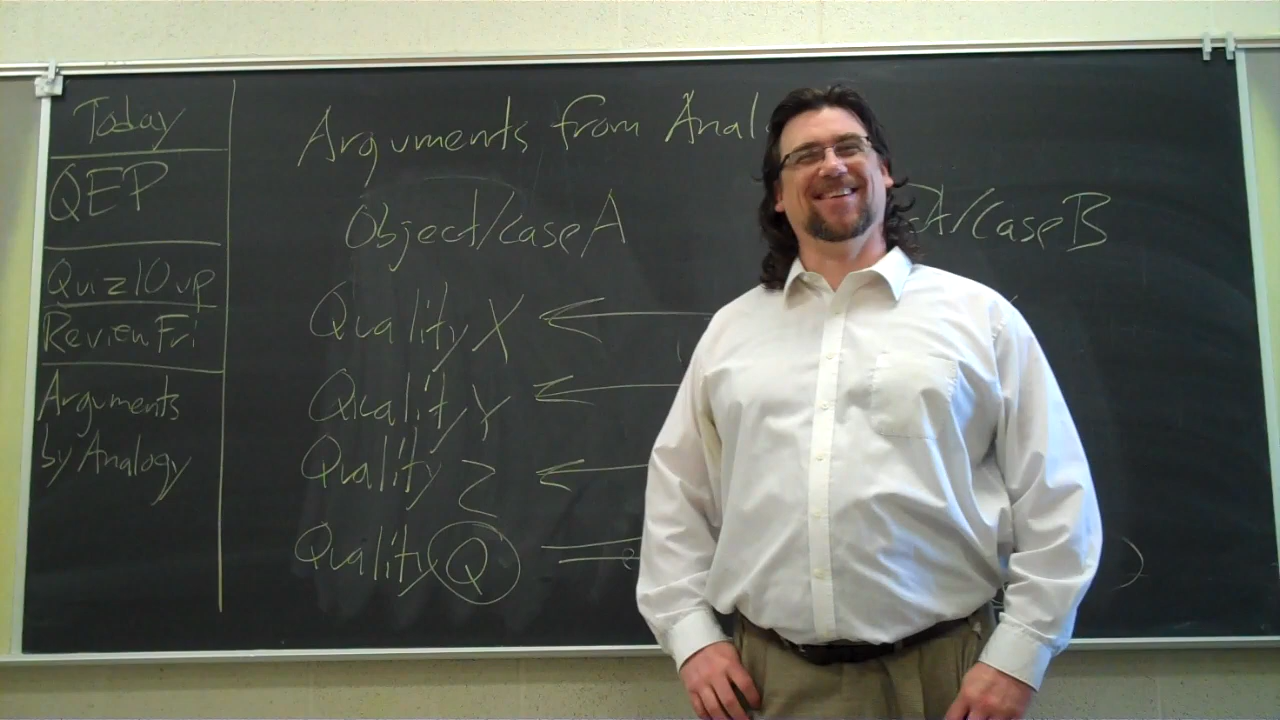 Today
QEP
Quiz 10 up
Review Fri
Arguments
by Analogy
Arguments from Anal
Object/Case A
ct/Case B
Quality X
Quality Y
Quality Z
Quality Q